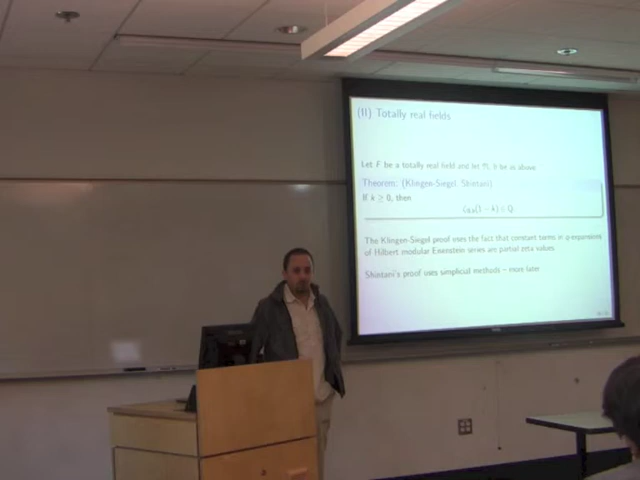 (II) Totally real fields
Let F be a totally real field and let 𝔐, b be as above.
Theorem: (Klingen-Siegel, Shintani)
If k ≥ 0, then
(1 − k) ∈ Q
The Klingen-Siegel proof uses the fact that constant terms in q-expansions
of Hilbert modular Eisenstein series are partial zeta values.
Shintani's proof uses simplicial methods – more later.